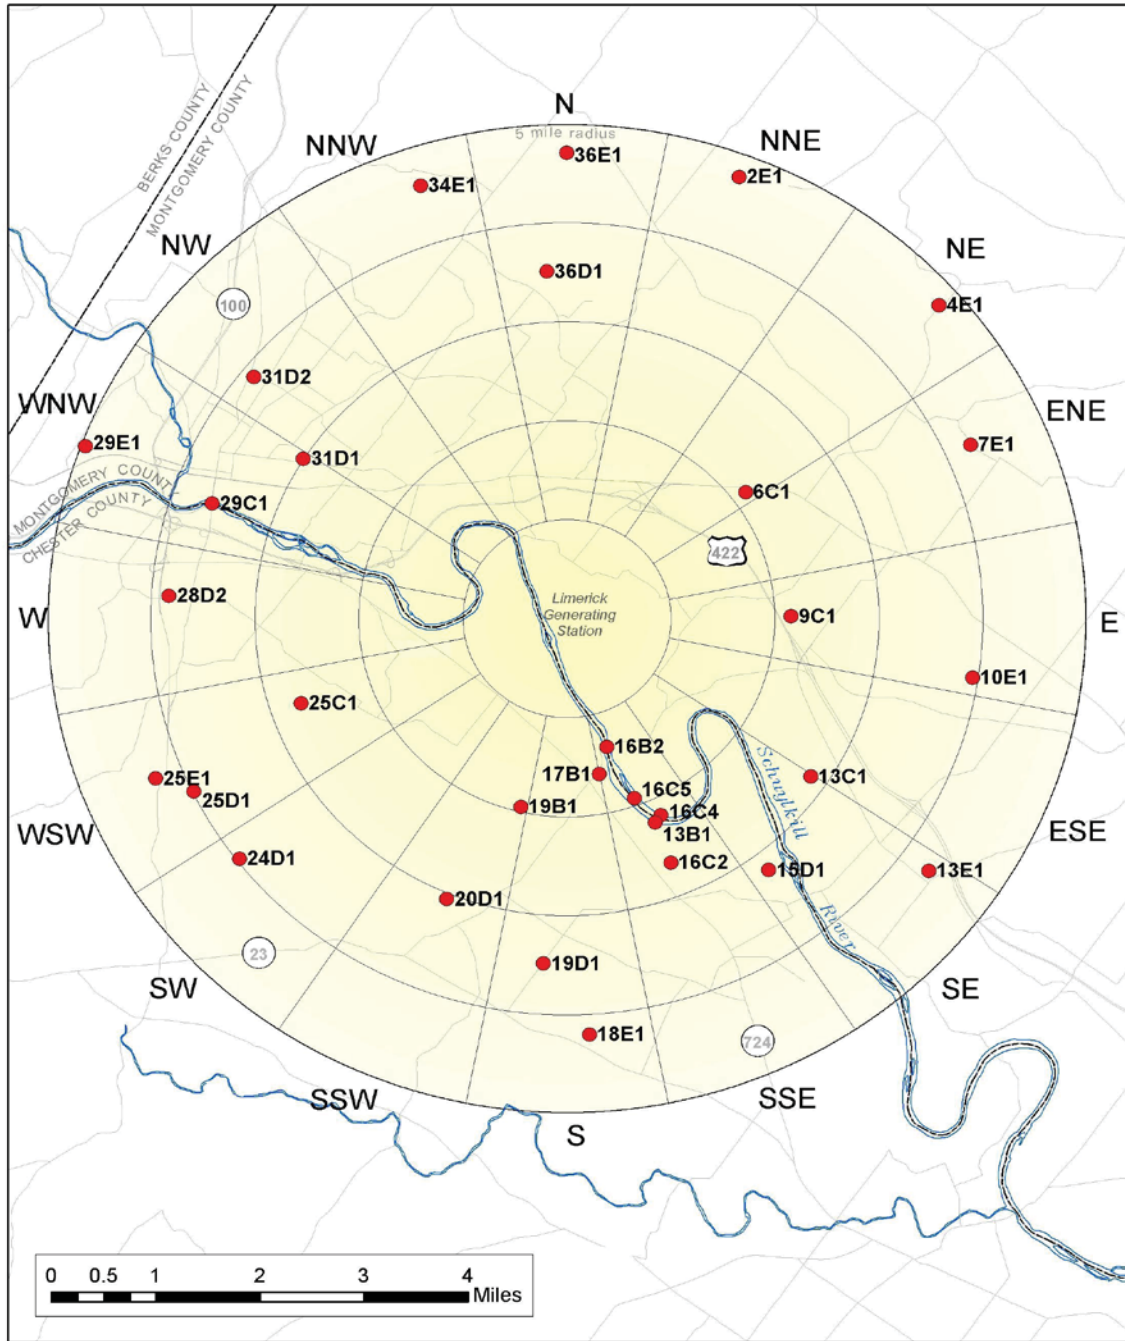 BERKS COUNTY
MONTGOMERY COUNTY
N
5 mile radius
NNW
NNE
36E1
34E1
2E1
NW
NE
36D1
100
4E1
31D2
WNW
ENE
29E1
7E1
31D1
6C1
MONTGOMERY COUNTY
CHESTER COUNTY
29C1
422
28D2
Limerick
Generating
Station
W
9C1
E
10E1
25C1
16B2
Schuylkill
River
17B1
13C1
25E1
25D1
16C5
19B1
16C4
13B1
WSW
ESE
24D1
16C2
15D1
13E1
20D1
23
19D1
SW
SE
18E1
724
SSW
SSE
S
0 0.5 1 2 3 4
Miles